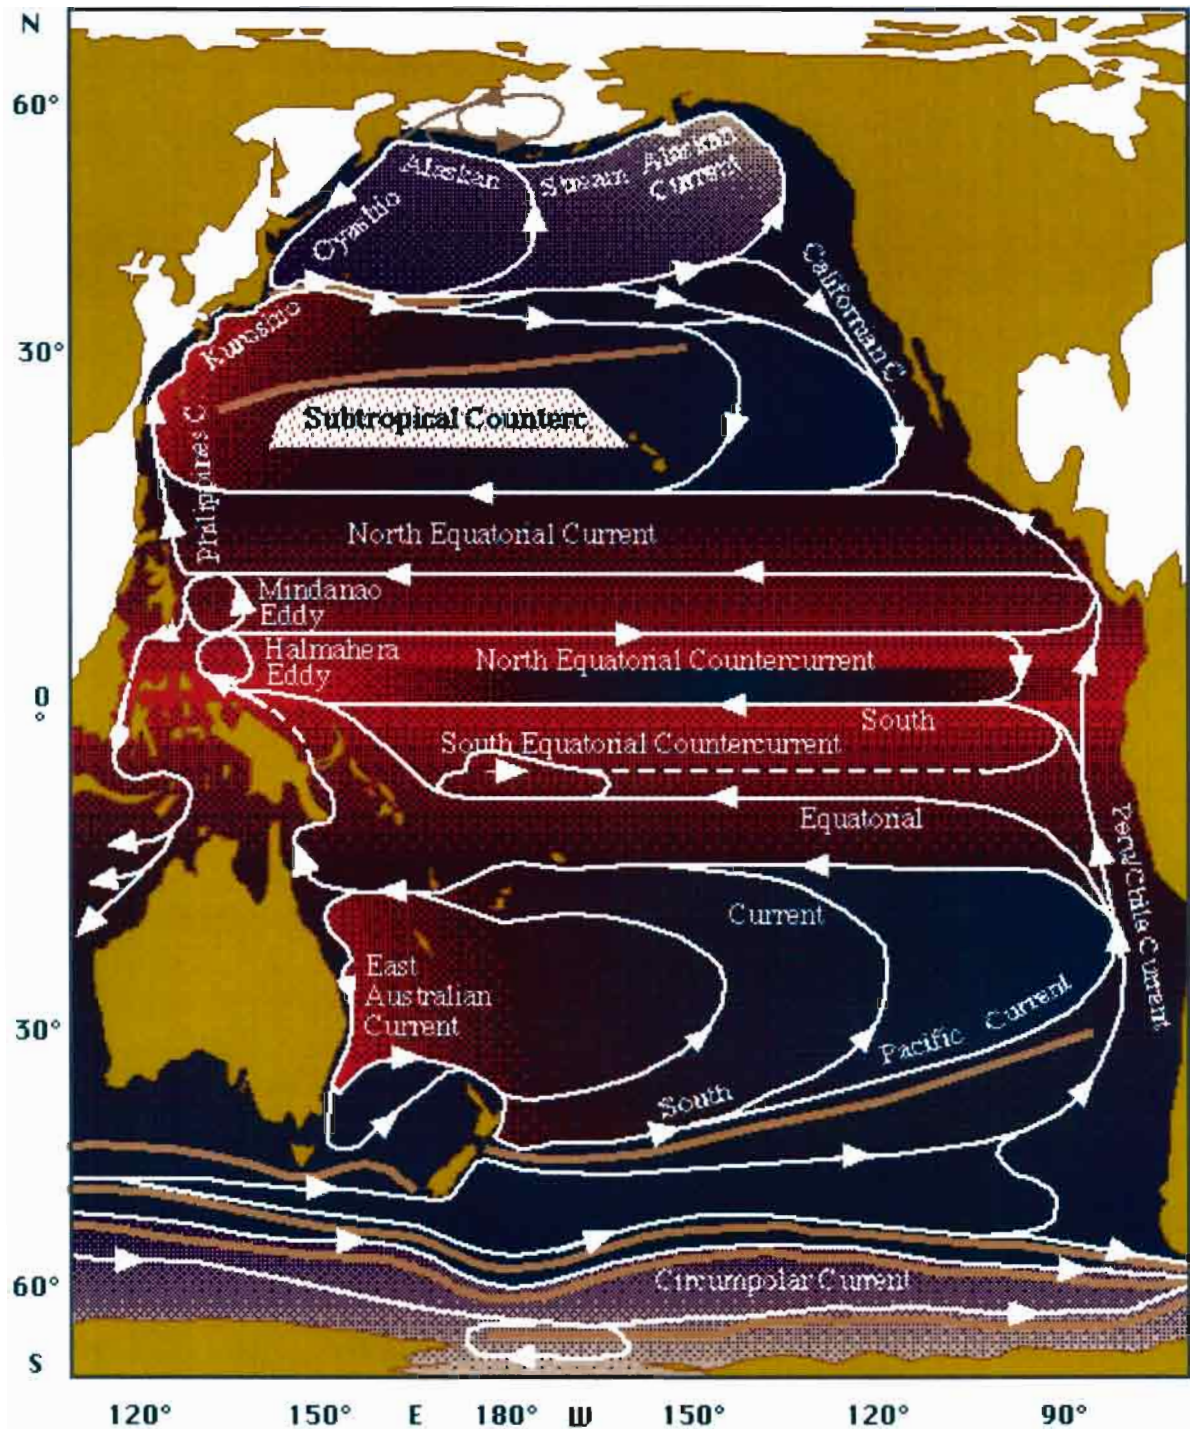 N
60°
Alaskan
Stream
Alaskan
Current
Oyashio
Californian C
30°
Kuroshio
Subtropical Counterc
Philippines C
North Equatorial Current
Mindanao
Eddy
Halmahera
Eddy
North Equatorial Countercurrent
0
°
South
South Equatorial Countercurrent
Equatorial
Peru/Chile Current
Current
East
Australian
Current
30°
South Pacific Current
Circumpolar Current
60°
S
120° 150° E 180° W 150° 120° 90°